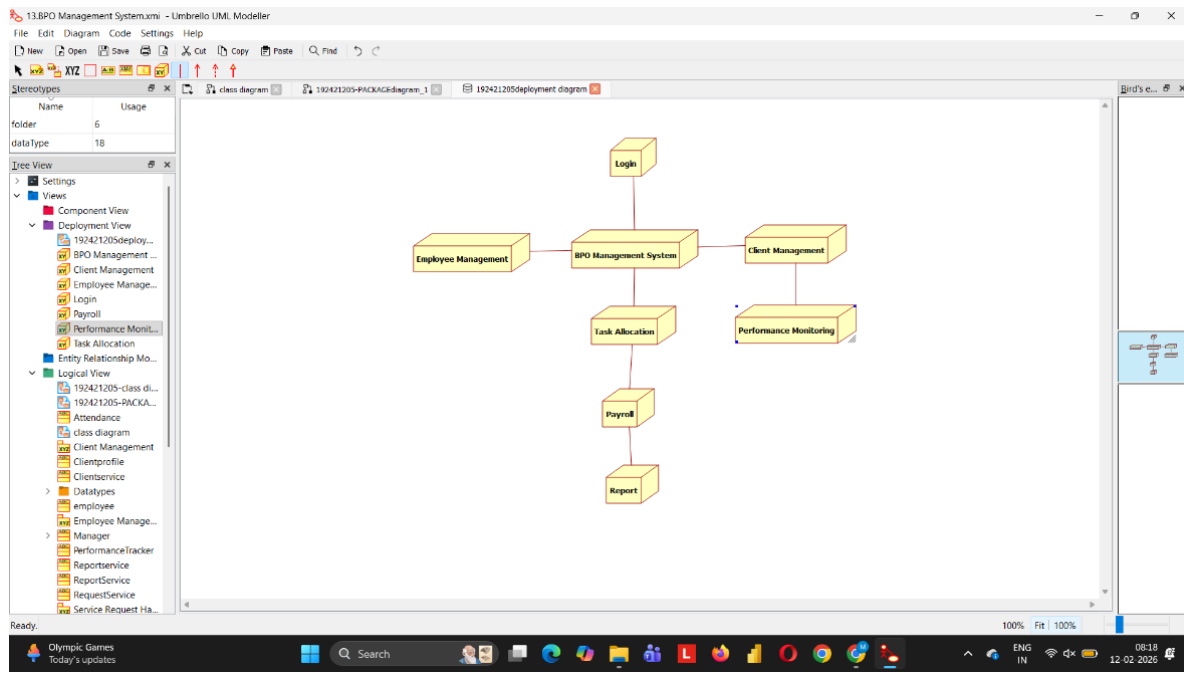 13.BPO Management System.xmi - Umbrello UML Modeller
File Edit Diagram Code Settings Help
New Open Save Cut Copy Paste Find
XYZ
Stereotypes
Name Usage
folder 6
dataType 18
Tree View
Settings
Views
Component View
Deployment View
192421205deploy...
BPO Management ...
Client Management
Employee Manage...
Login
Payroll
Performance Monit...
Task Allocation
Entity Relationship Mo...
Logical View
192421205-class di...
192421205-PACKA...
Attendance
class diagram
Client Management
Clientprofile
Clientservice
Datatypes
employee
Employee Manage...
Manager
PerformanceTracker
Reportservice
ReportService
RequestService
Service Request Ha...
class diagram 192421205-PACKAGEdiagram_1 192421205deployment diagram
Login
Employee Management
BPO Management System
Client Management
Task Allocation
Performance Monitoring
Payroll
Report
Bird's e...
Ready.
100% Fit 100%
Olympic Games
Today's updates
Search
L
ENG
IN
08:18
12-02-2026